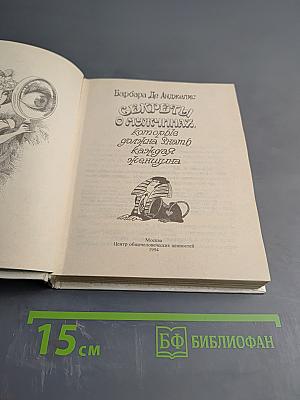 Барбара Де Анджелис
СЕКРЕТЫ
О МУЖЧИНАХ,
которые
должна знать
каждая
женщина
Москва
Центр общечеловеческих ценностей
1994
15 см
БФ БИБЛИОФАН